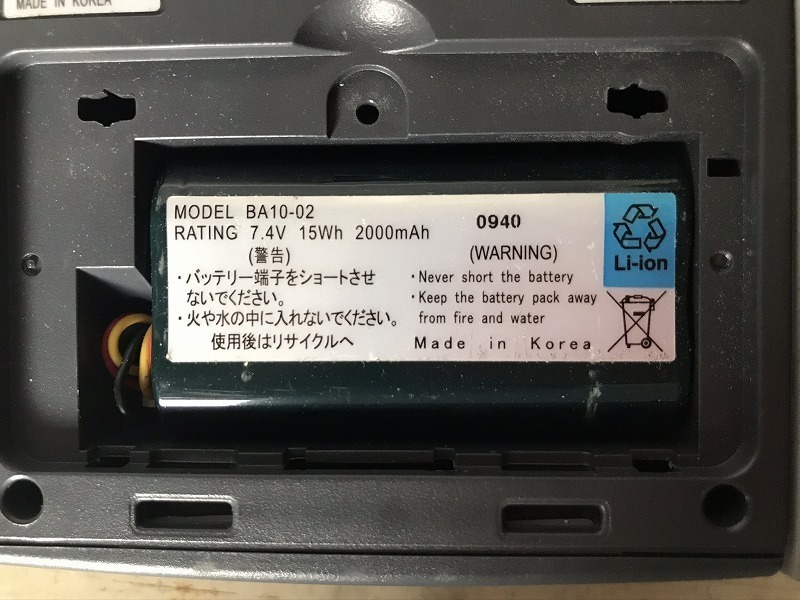 MADE IN KOREA
MODEL BA10-02
RATING 7.4V 15Wh 2000mAh
0940
(警告)
・バッテリー端子をショートさせ
ないでください。
・火や水の中に入れないでください。
使用後はリサイクルへ
(WARNING)
・Never short the battery
・Keep the battery pack away
from fire and water
Made in Korea
Li-ion